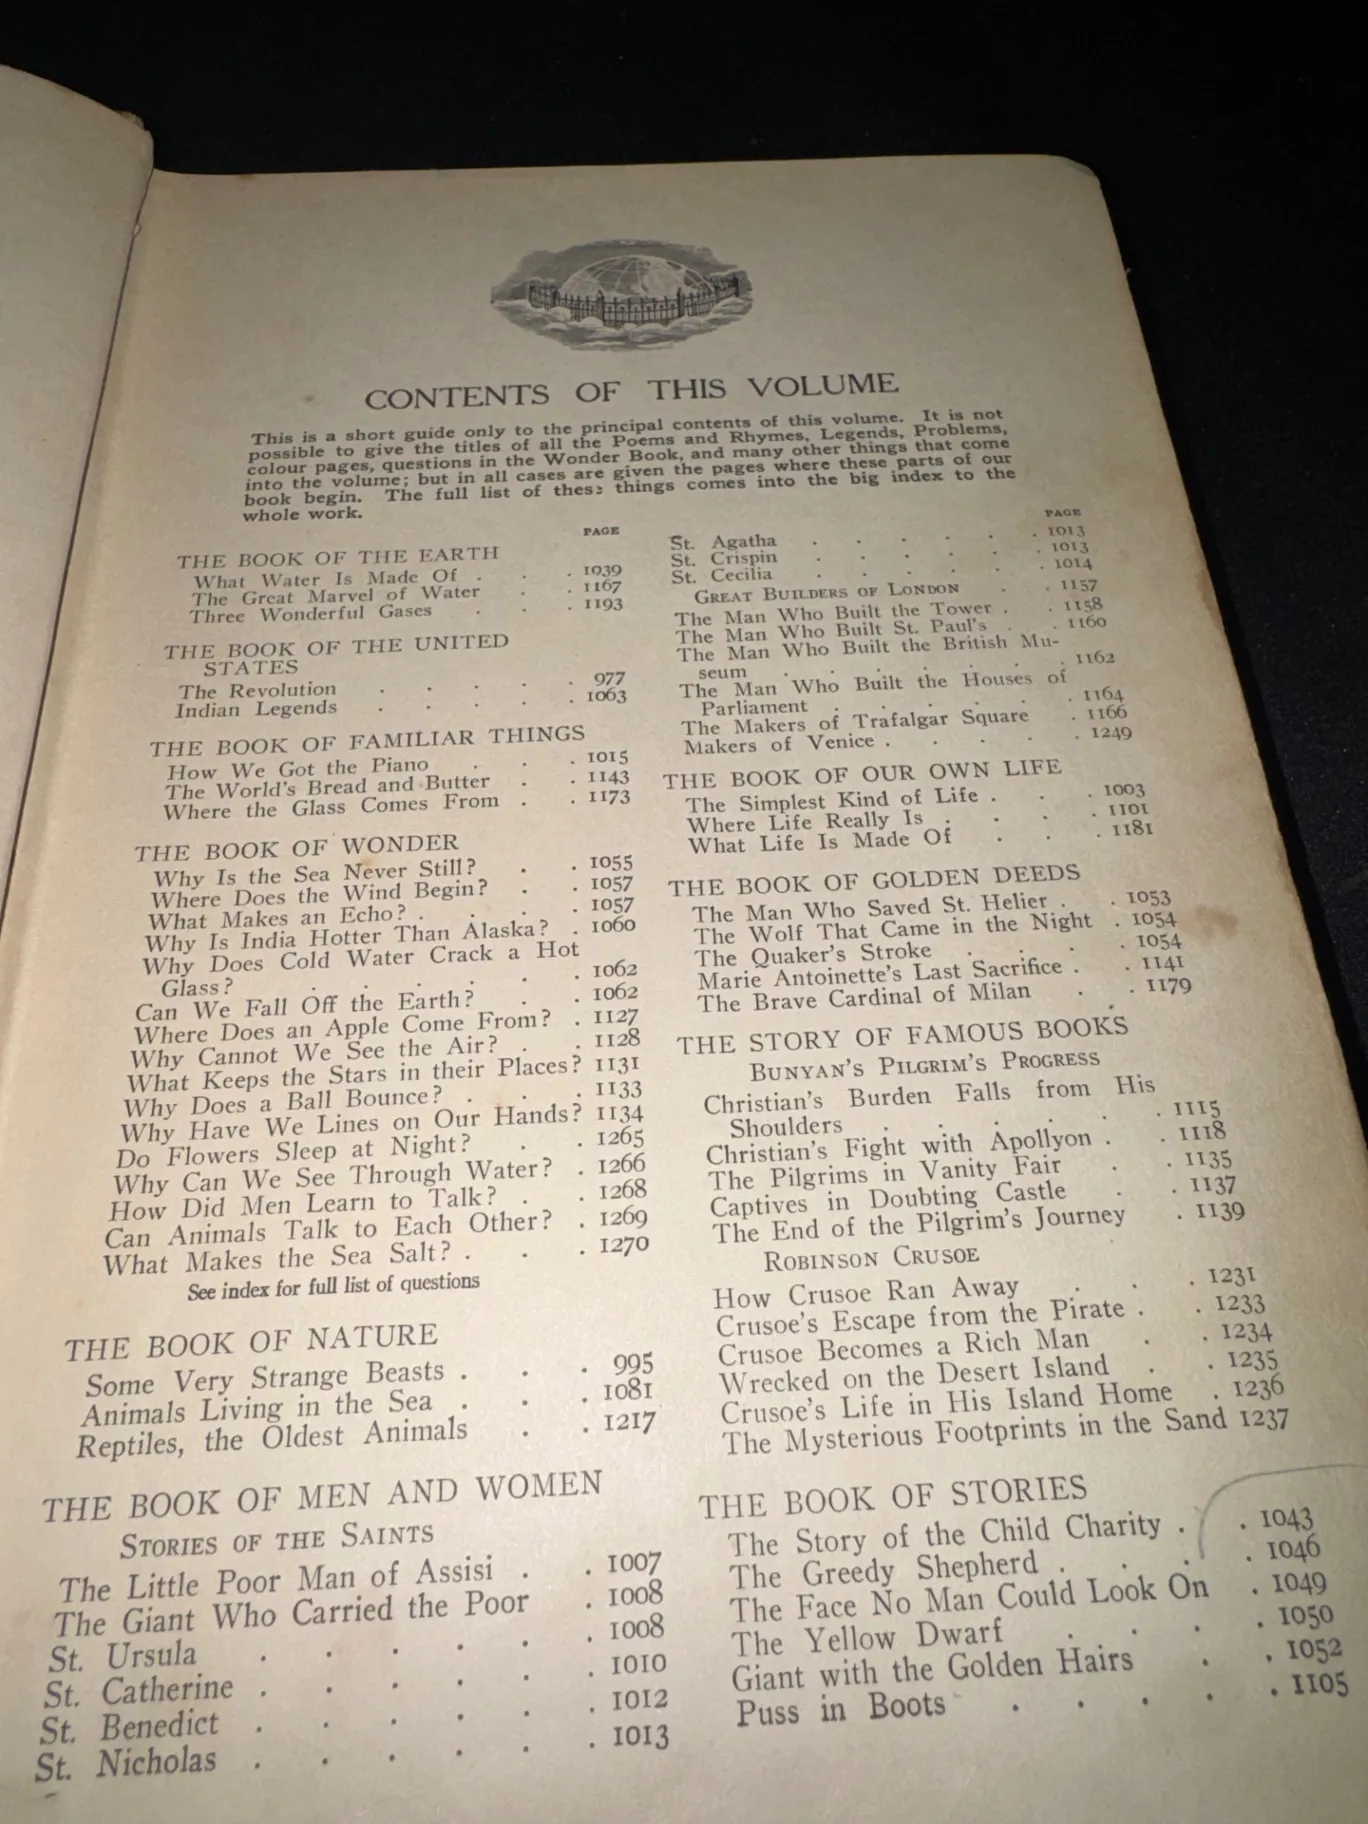 CONTENTS OF THIS VOLUME
This is a short guide only to the principal contents of this volume. It is not
possible to give the titles of all the Poems and Rhymes, Legends, Problems,
colour pages, questions in the Wonder Book, and many other things that come
into the volume; but in all cases are given the pages where these parts of our
book begin. The full list of these things comes into the big index to the
whole work.
PAGE
THE BOOK OF THE EARTH
What Water Is Made Of . . . 1039
The Great Marvel of Water . . 1167
Three Wonderful Gases . . . 1193
THE BOOK OF THE UNITED
STATES
The Revolution . . . . . 977
Indian Legends . . . . . 1063
THE BOOK OF FAMILIAR THINGS
How We Got the Piano . . . 1015
The World's Bread and Butter . . 1143
Where the Glass Comes From . . 1173
THE BOOK OF WONDER
Why Is the Sea Never Still? . . 1055
Where Does the Wind Begin? . . 1057
What Makes an Echo? . . . . 1057
Why Is India Hotter Than Alaska? . 1060
Why Does Cold Water Crack a Hot
Glass? . . . . . . 1062
Can We Fall Off the Earth? . . 1062
Where Does an Apple Come From? . 1127
Why Cannot We See the Air? . . 1128
What Keeps the Stars in their Places? 1131
Why Does a Ball Bounce? . . . 1133
Why Have We Lines on Our Hands? 1134
Do Flowers Sleep at Night? . . 1265
Why Can We See Through Water? . 1266
How Did Men Learn to Talk? . . 1268
Can Animals Talk to Each Other? . 1269
What Makes the Sea Salt? . . . 1270
See index for full list of questions
THE BOOK OF NATURE
Some Very Strange Beasts . . . 995
Animals Living in the Sea . . . 1081
Reptiles, the Oldest Animals . . 1217
THE BOOK OF MEN AND WOMEN
STORIES OF THE SAINTS
The Little Poor Man of Assisi . . 1007
The Giant Who Carried the Poor . 1008
St. Ursula . . . . . . 1008
St. Catherine . . . . . . 1010
St. Benedict . . . . . . 1012
St. Nicholas . . . . . . 1013
PAGE
St. Agatha . . . . . . 1013
St. Crispin . . . . . . 1013
St. Cecilia . . . . . . 1014
GREAT BUILDERS OF LONDON . . 1157
The Man Who Built the Tower . . 1158
The Man Who Built St. Paul's . . 1160
The Man Who Built the British Mu-
seum . . . . . . 1162
The Man Who Built the Houses of
Parliament . . . . . . 1164
The Makers of Trafalgar Square . 1166
Makers of Venice . . . . . 1249
THE BOOK OF OUR OWN LIFE
The Simplest Kind of Life . . . 1003
Where Life Really Is . . . . 1101
What Life Is Made Of . . . 1181
THE BOOK OF GOLDEN DEEDS
The Man Who Saved St. Helier . . 1053
The Wolf That Came in the Night . 1054
The Quaker's Stroke . . . . 1054
Marie Antoinette's Last Sacrifice . . 1141
The Brave Cardinal of Milan . . 1179
THE STORY OF FAMOUS BOOKS
BUNYAN'S PILGRIM'S PROGRESS
Christian's Burden Falls from His
Shoulders . . . . . . 1115
Christian's Fight with Apollyon . . 1118
The Pilgrims in Vanity Fair . . 1135
Captives in Doubting Castle . . 1137
The End of the Pilgrim's Journey . 1139
ROBINSON CRUSOE
How Crusoe Ran Away . . . 1231
Crusoe's Escape from the Pirate . . 1233
Crusoe Becomes a Rich Man . . 1234
Wrecked on the Desert Island . . 1235
Crusoe's Life in His Island Home . 1236
The Mysterious Footprints in the Sand 1237
THE BOOK OF STORIES
The Story of the Child Charity . . 1043
The Greedy Shepherd . . . . 1046
The Face No Man Could Look On . 1049
The Yellow Dwarf . . . . 1050
Giant with the Golden Hairs . . 1052
Puss in Boots . . . . . 1105